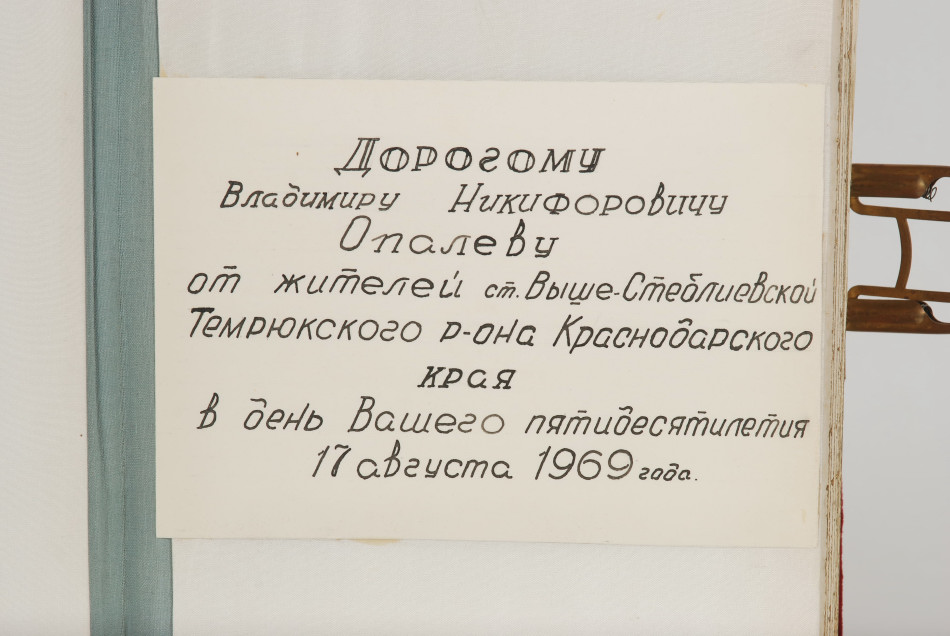 Дорогому
Владимиру Никифоровичу
Опалеву
от жителей ст. Выше-Стеблиевской
Темрюкского р-она Краснодарского
края
в день Вашего пятидесятилетия
17 августа 1969 года.